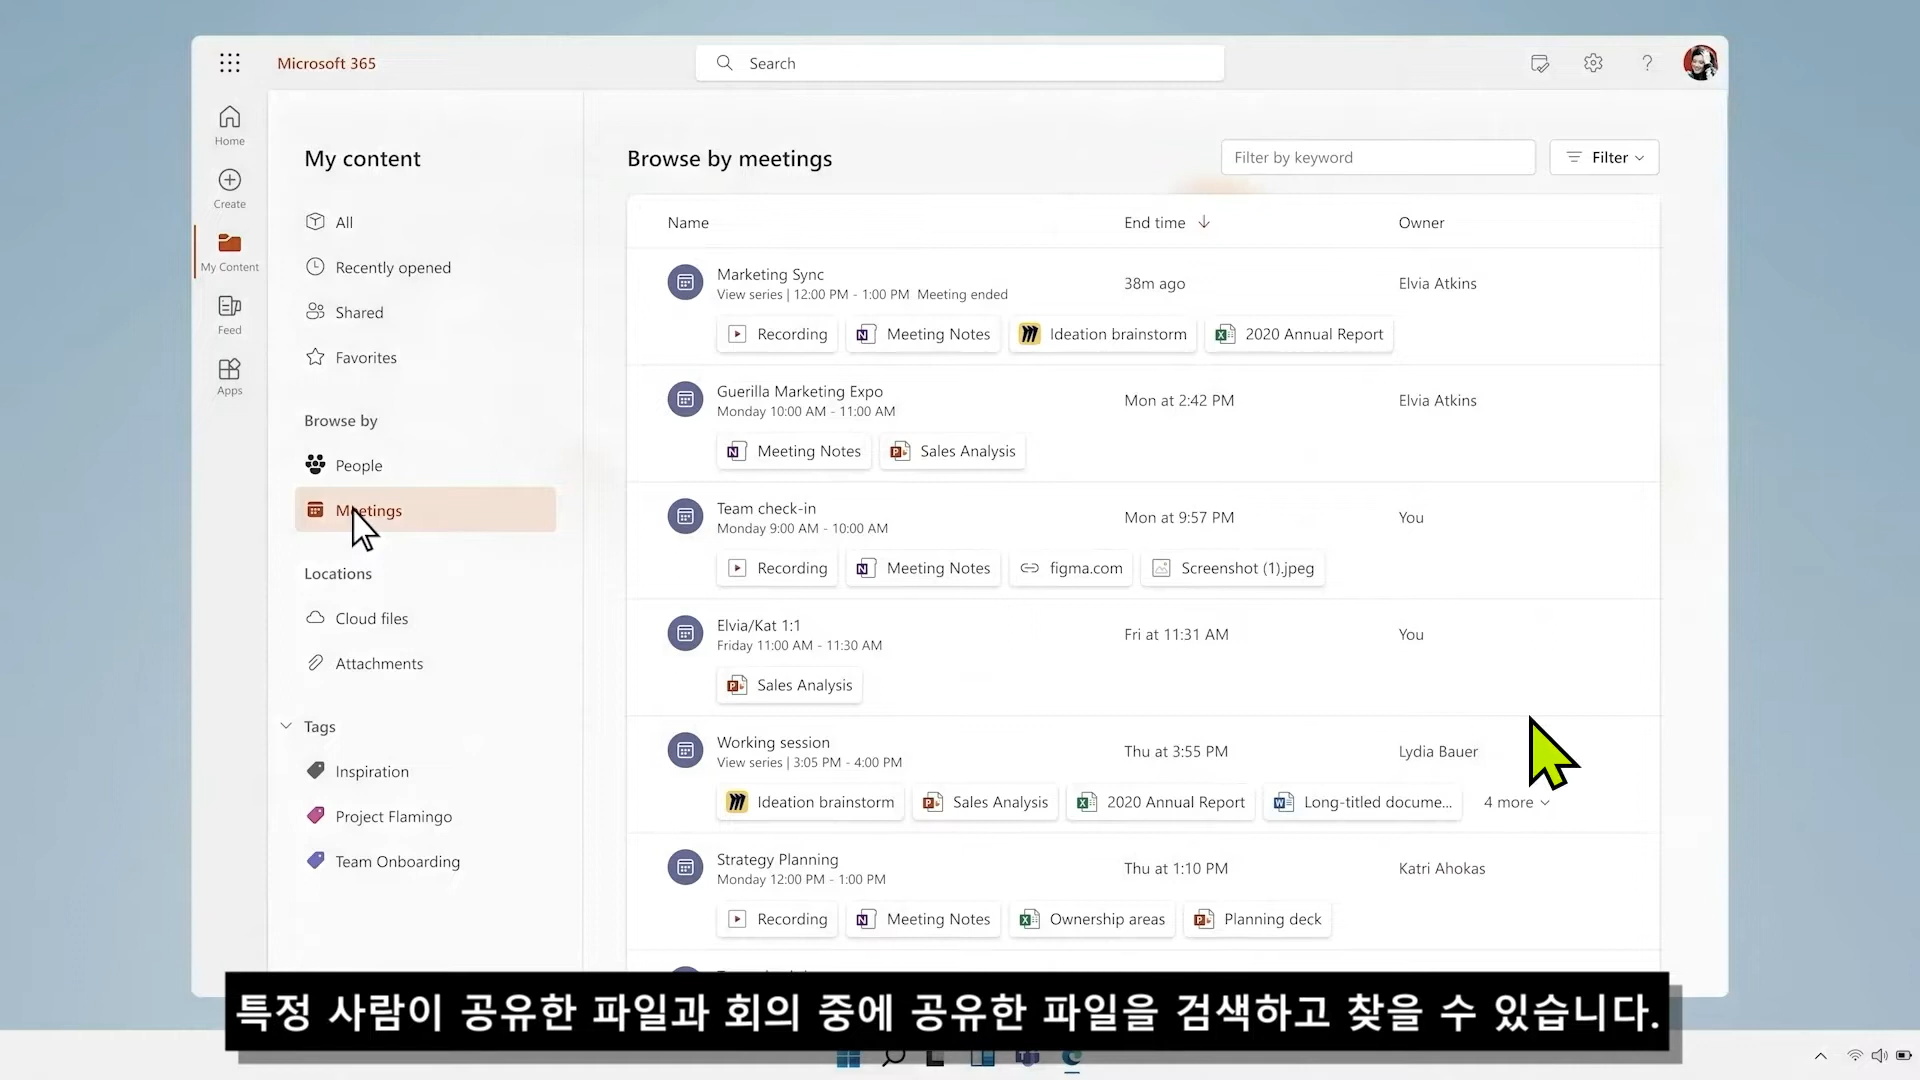 Microsoft 365
Search
Home
Create
My Content
Feed
Apps
My content
All
Recently opened
Shared
Favorites
Browse by
People
Meetings
Locations
Cloud files
Attachments
Tags
Inspiration
Project Flamingo
Team Onboarding
Browse by meetings
Filter by keyword
Filter
Name End time Owner
Marketing Sync 38m ago Elvia Atkins
View series | 12:00 PM - 1:00 PM Meeting ended
Recording Meeting Notes Ideation brainstorm 2020 Annual Report
Guerilla Marketing Expo Mon at 2:42 PM Elvia Atkins
Monday 10:00 AM - 11:00 AM
Meeting Notes Sales Analysis
Team check-in Mon at 9:57 PM You
Monday 9:00 AM - 10:00 AM
Recording Meeting Notes figma.com Screenshot (1).jpeg
Elvia/Kat 1:1 Fri at 11:31 AM You
Friday 11:00 AM - 11:30 AM
Sales Analysis
Working session Thu at 3:55 PM Lydia Bauer
View series | 3:05 PM - 4:00 PM
Ideation brainstorm Sales Analysis 2020 Annual Report Long-titled docume... 4 more
Strategy Planning Thu at 1:10 PM Katri Ahokas
Monday 12:00 PM - 1:00 PM
Recording Meeting Notes Ownership areas Planning deck
특정 사람이 공유한 파일과 회의 중에 공유한 파일을 검색하고 찾을 수 있습니다.